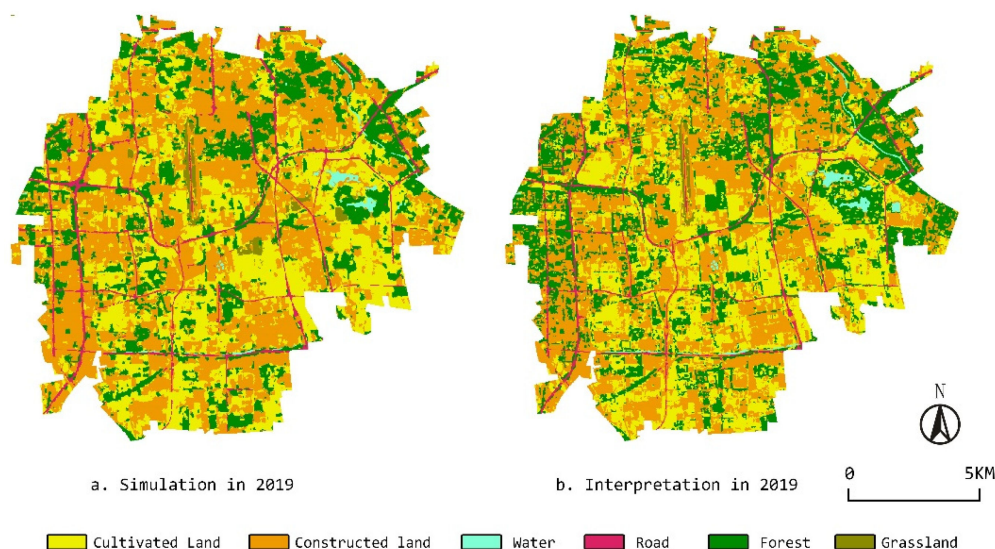 N
a. Simulation in 2019
b. Interpretation in 2019
0 5KM
Cultivated Land Constructed land Water Road Forest Grassland